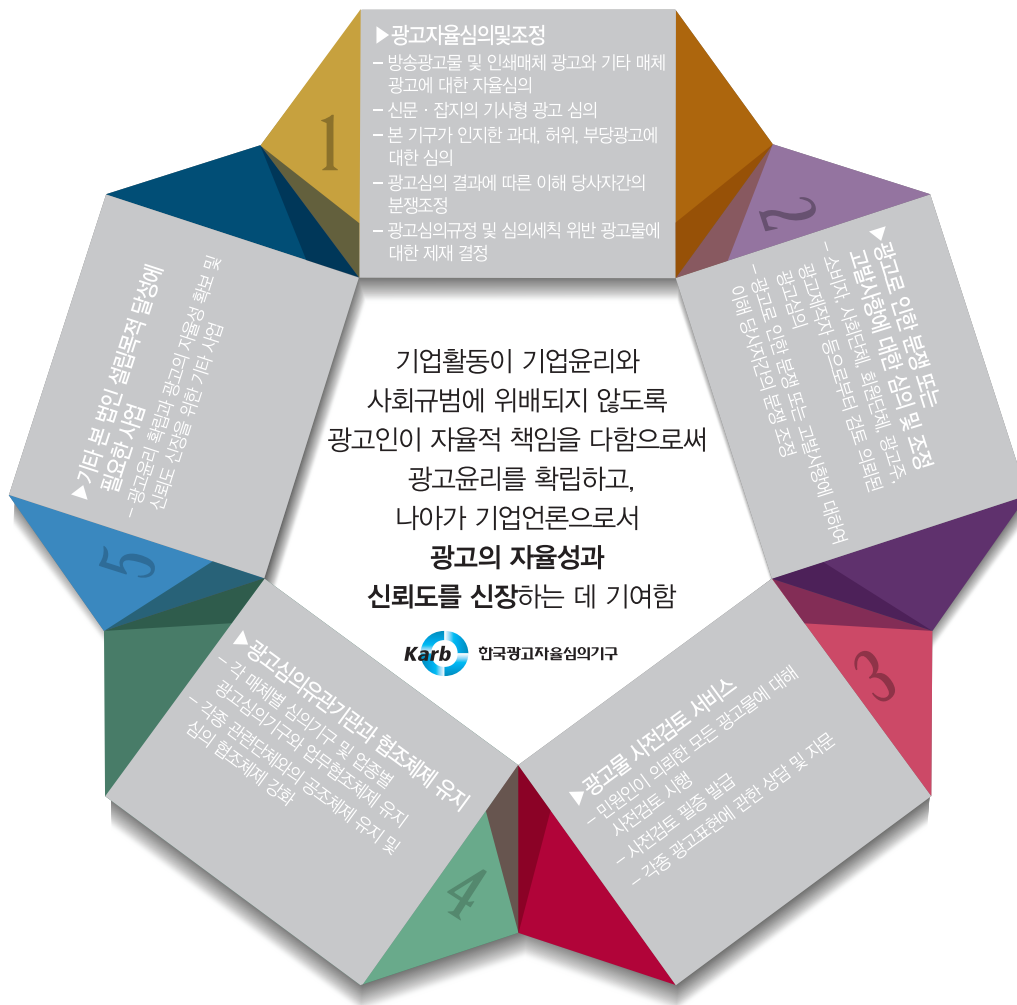 1
▶광고자율심의및조정
– 방송광고물 및 인쇄매체 광고와 기타 매체
광고에 대한 자율심의
– 신문 · 잡지의 기사형 광고 심의
– 본 기구가 인지한 과대, 허위, 부당광고에
대한 심의
– 광고심의 결과에 따른 이해 당사자간의
분쟁조정
– 광고심의규정 및 심의세칙 위반 광고물에
대한 제재 결정
2
▶광고로 인한 분쟁 또는
고발사항에 대한 심의 및 조정
– 소비자, 사회단체, 회원단체, 광고주,
광고제작자 등으로부터 검토 의뢰된
광고심의
– 광고로 인한 분쟁 또는 고발사항에 대하여
이해 당사자간의 분쟁 조정
3
▶광고물 사전검토 서비스
– 민원인이 의뢰한 모든 광고물에 대해
사전검토 시행
– 사전검토 필증 발급
– 각종 광고표현에 관한 상담 및 자문
4
▶광고심의유관기관과 협조체제 유지
– 각 매체별 심의기구 및 업종별
광고심의기구와 업무협조체제 유지
– 각종 관련단체와의 공조체제 유지 및
심의 협조체제 강화
5
▶기타 본 법인 설립목적 달성에
필요한 사업
– 광고윤리 확립과 광고의 자율성 확보 및
신뢰도 신장을 위한 기타 사업
기업활동이 기업윤리와
사회규범에 위배되지 않도록
광고인이 자율적 책임을 다함으로써
광고윤리를 확립하고,
나아가 기업언론으로서
광고의 자율성과
신뢰도를 신장하는 데 기여함
Karb 한국광고자율심의기구